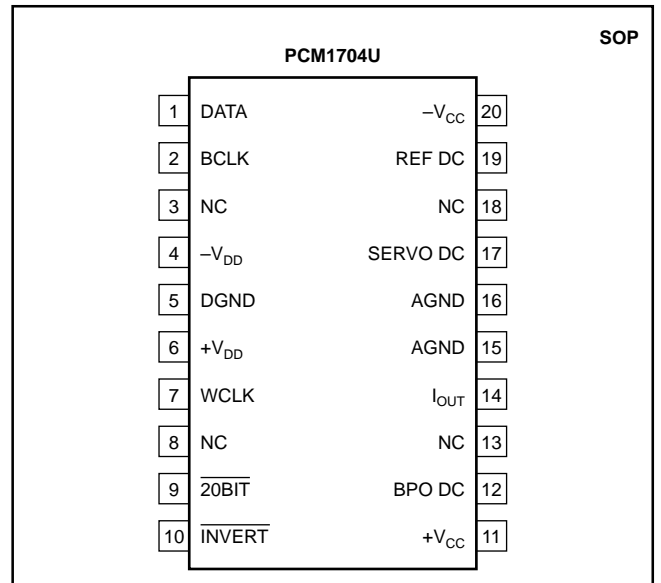 SOP
PCM1704U
1 DATA –VCC 20
2 BCLK REF DC 19
3 NC NC 18
4 –VDD SERVO DC 17
5 DGND AGND 16
6 +VDD AGND 15
7 WCLK IOUT 14
8 NC NC 13
9 20BIT BPO DC 12
10 INVERT +VCC 11